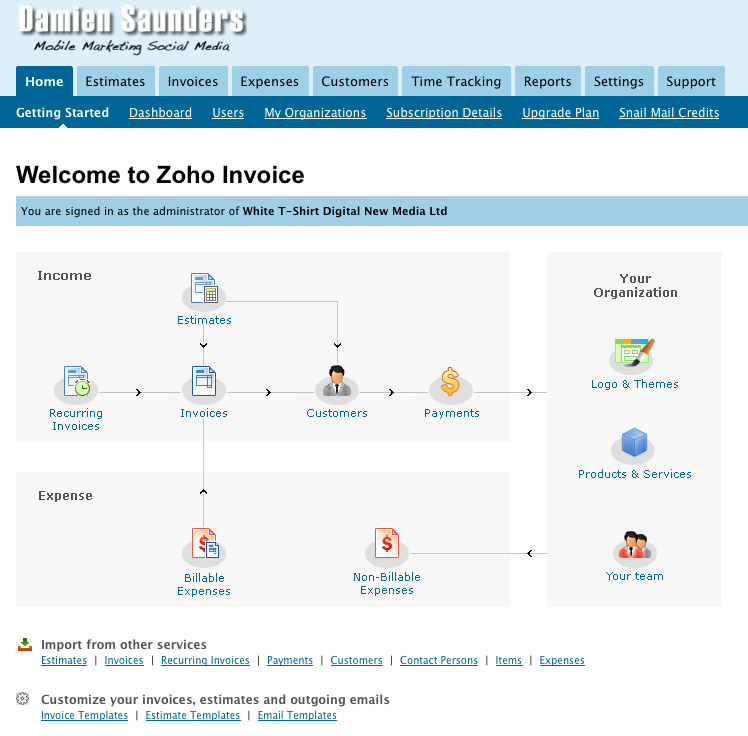 Damien Saunders
Mobile Marketing Social Media
Home Estimates Invoices Expenses Customers Time Tracking Reports Settings Support
Getting Started Dashboard Users My Organizations Subscription Details Upgrade Plan Snail Mail Credits
Welcome to Zoho Invoice
You are signed in as the administrator of White T-Shirt Digital New Media Ltd
Income
Estimates
Recurring
Invoices
Invoices
Customers
Payments
Expense
Billable
Expenses
Non-Billable
Expenses
Your
Organization
Logo & Themes
Products & Services
Your team
Import from other services
Estimates | Invoices | Recurring Invoices | Payments | Customers | Contact Persons | Items | Expenses
Customize your invoices, estimates and outgoing emails
Invoice Templates | Estimate Templates | Email Templates